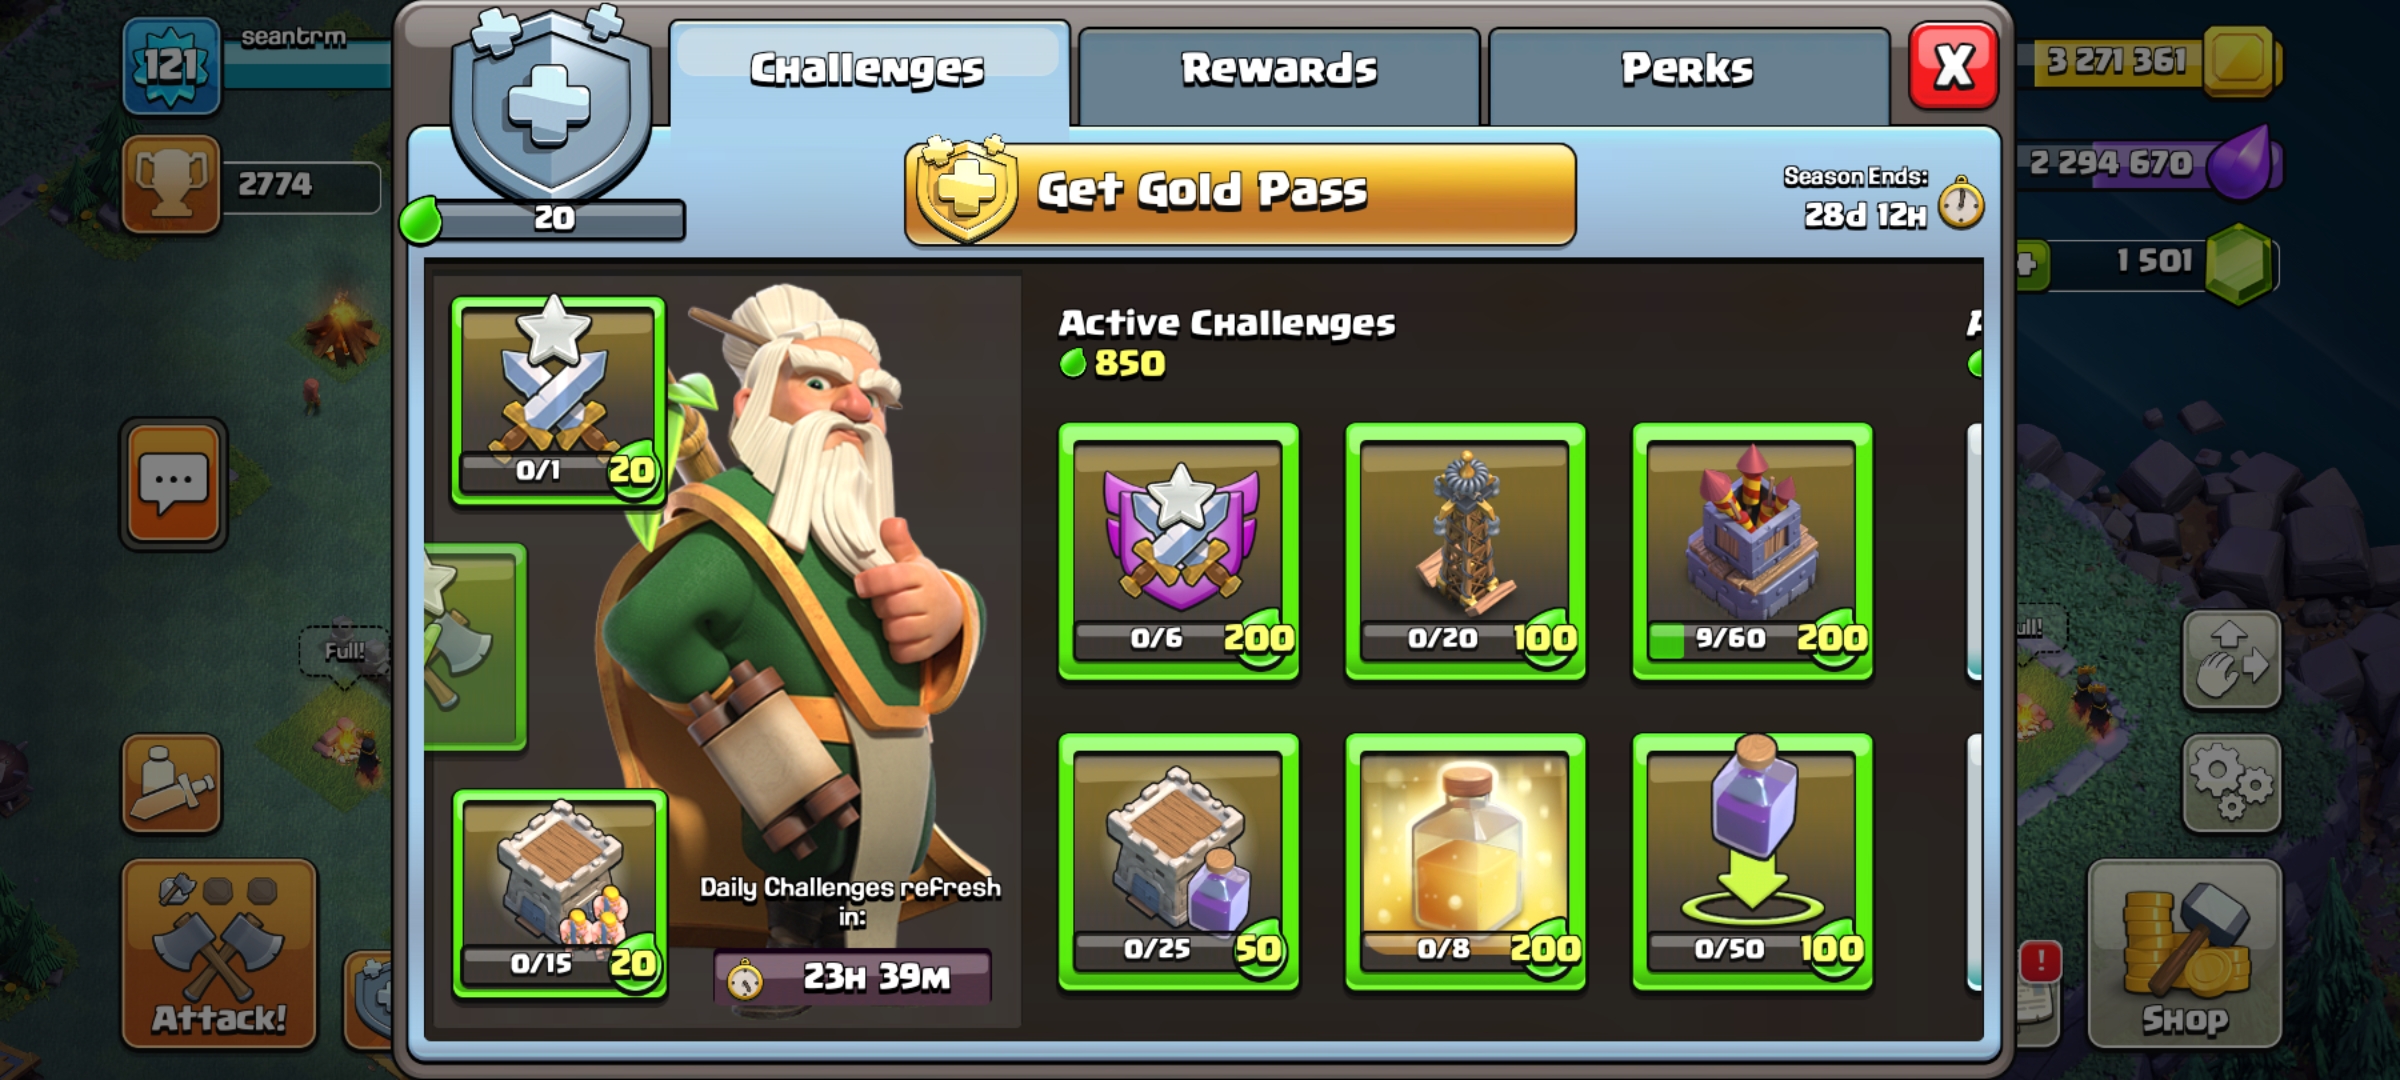 121
seantrm
2774
Challenges
Rewards
Perks
X
3 271 361
2 294 670
1 501
20
Get Gold Pass
Season Ends:
28d 12H
0/1
20
Active Challenges
850
0/6
200
0/20
100
9/60
200
Full!
0/15
20
Daily Challenges refresh
in:
23H 39M
0/25
50
0/8
200
0/50
100
Attack!
!
Shop